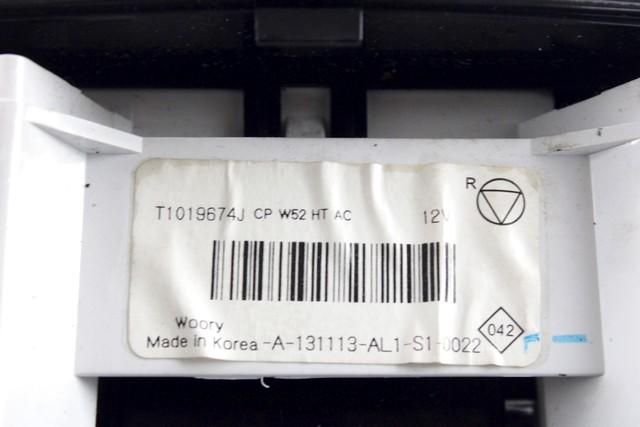 R
T1019674J CP W52 HT AC 12V
Woory
042
Made in Korea -A-131113-AL1-S1-0022